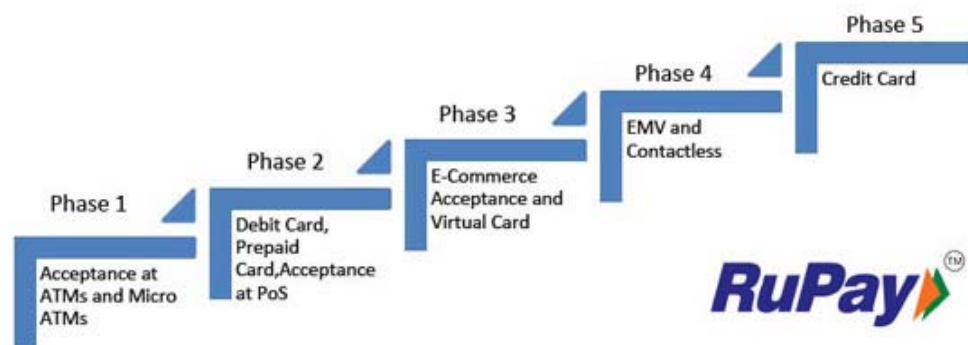 Phase 1
Acceptance at
ATMs and Micro
ATMs
Phase 2
Debit Card,
Prepaid
Card,Acceptance
at PoS
Phase 3
E-Commerce
Acceptance and
Virtual Card
Phase 4
EMV and
Contactless
Phase 5
Credit Card
RuPay TM